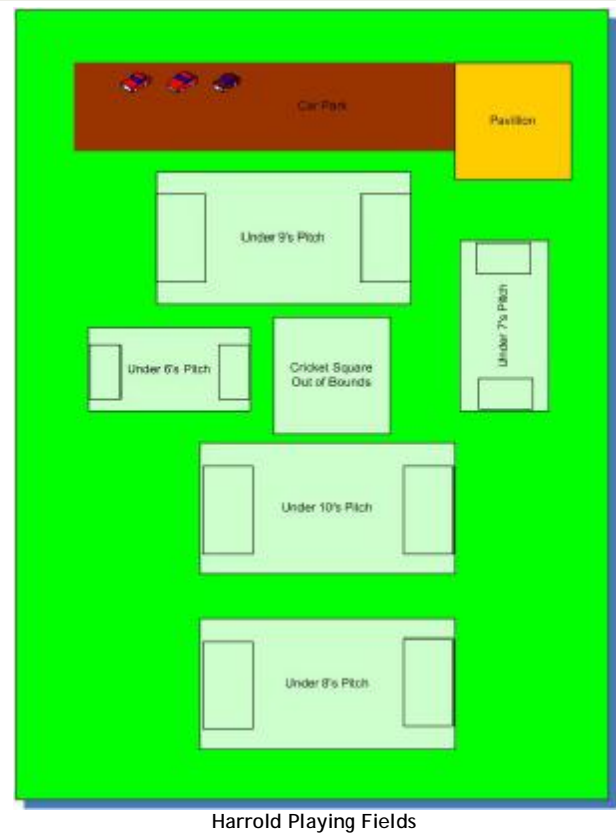 Car Park
Pavillion
Under 9's Pitch
Under 7's Pitch
Under 6's Pitch
Cricket Square
Out of Bounds
Under 10's Pitch
Under 8's Pitch
Harrold Playing Fields